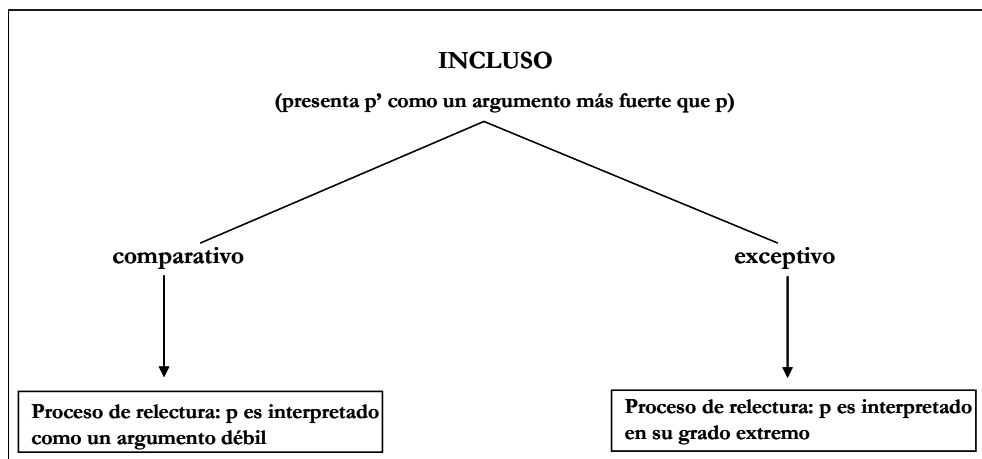 INCLUSO
(presenta p’ como un argumento más fuerte que p)
comparativo
exceptivo
Proceso de relectura: p es interpretado
como un argumento débil
Proceso de relectura: p es interpretado
en su grado extremo